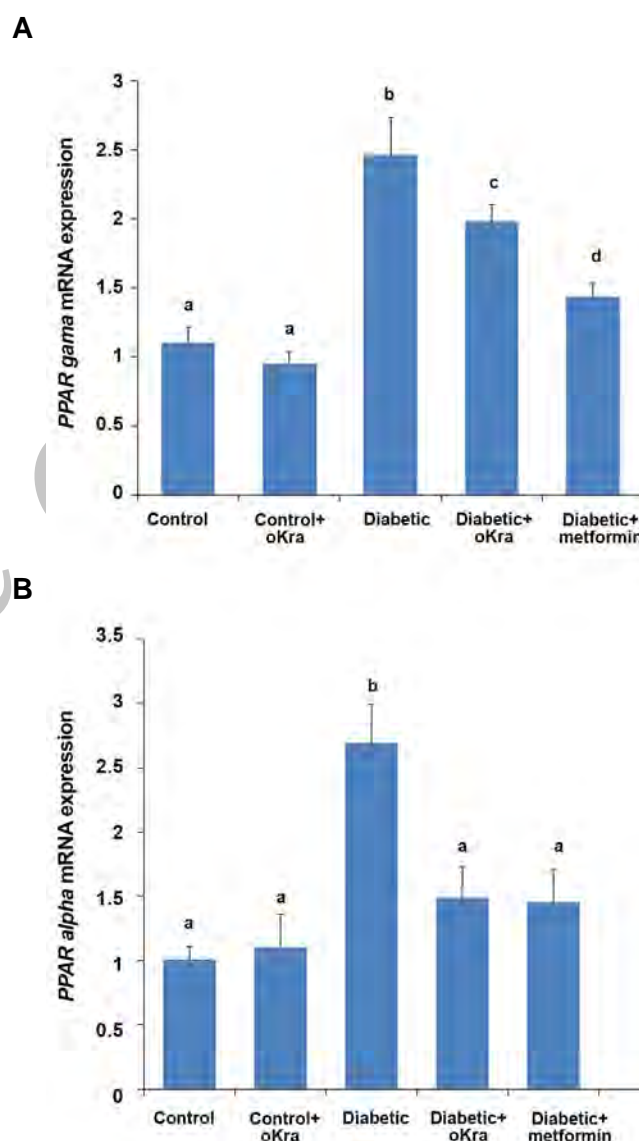 A
PPAR gama mRNA expression
3
2.5
2
1.5
1
0.5
0
a
a
b
c
d
Control
Control+
oKra
Diabetic
Diabetic+
oKra
Diabetic+
metformin
B
PPAR alpha mRNA expression
3.5
3
2.5
2
1.5
1
0.5
0
a
a
b
a
a
Control
Control+
oKra
Diabetic
Diabetic+
oKra
Diabetic+
metformin